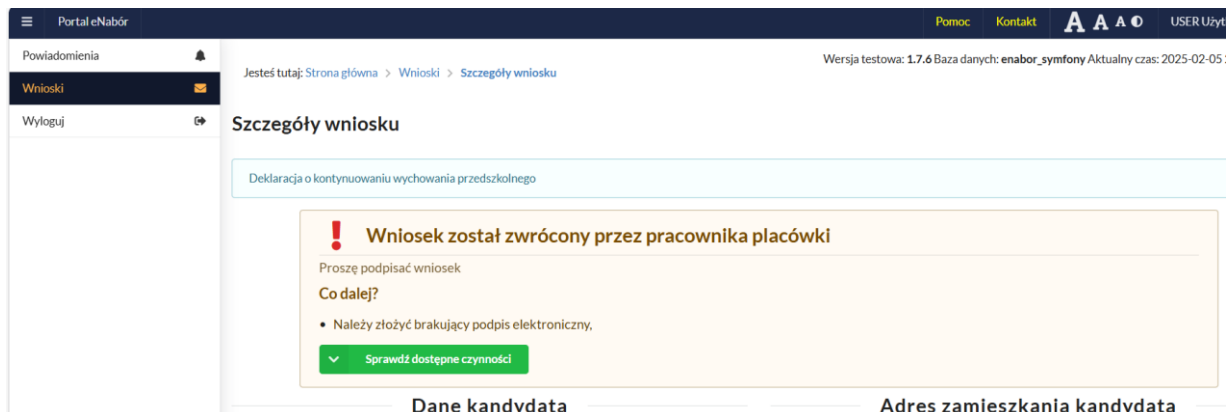 Portal eNabór
Pomoc Kontakt A A A USER Użyt
Powiadomienia
Wnioski
Wyloguj
Jesteś tutaj: Strona główna > Wnioski > Szczegóły wniosku
Wersja testowa: 1.7.6 Baza danych: enabor_symfony Aktualny czas: 2025-02-05
Szczegóły wniosku
Deklaracja o kontynuowaniu wychowania przedszkolnego
Wniosek został zwrócony przez pracownika placówki
Proszę podpisać wniosek
Co dalej?
• Należy złożyć brakujący podpis elektroniczny,
Sprawdź dostępne czynności
Dane kandydata
Adres zamieszkania kandydata